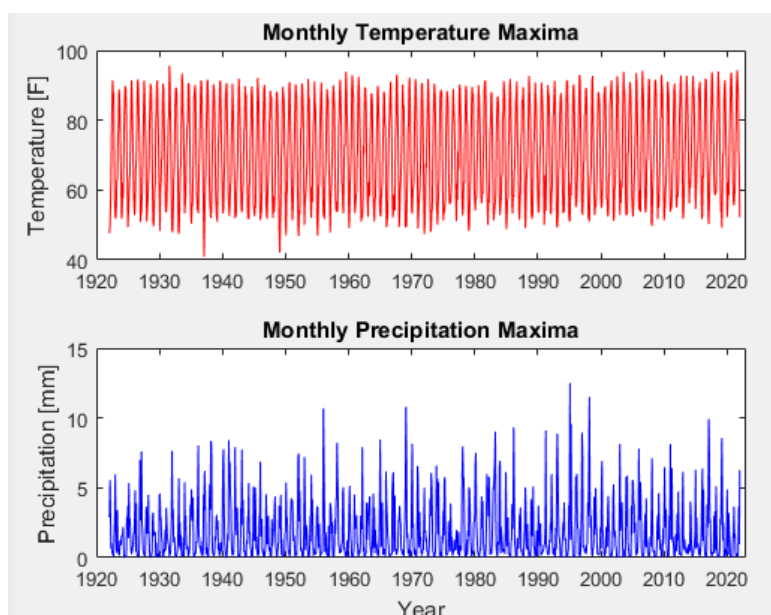 Monthly Temperature Maxima
Temperature [F]
100
80
60
40
1920 1930 1940 1950 1960 1970 1980 1990 2000 2010 2020
Monthly Precipitation Maxima
Precipitation [mm]
15
10
5
0
1920 1930 1940 1950 1960 1970 1980 1990 2000 2010 2020
Year